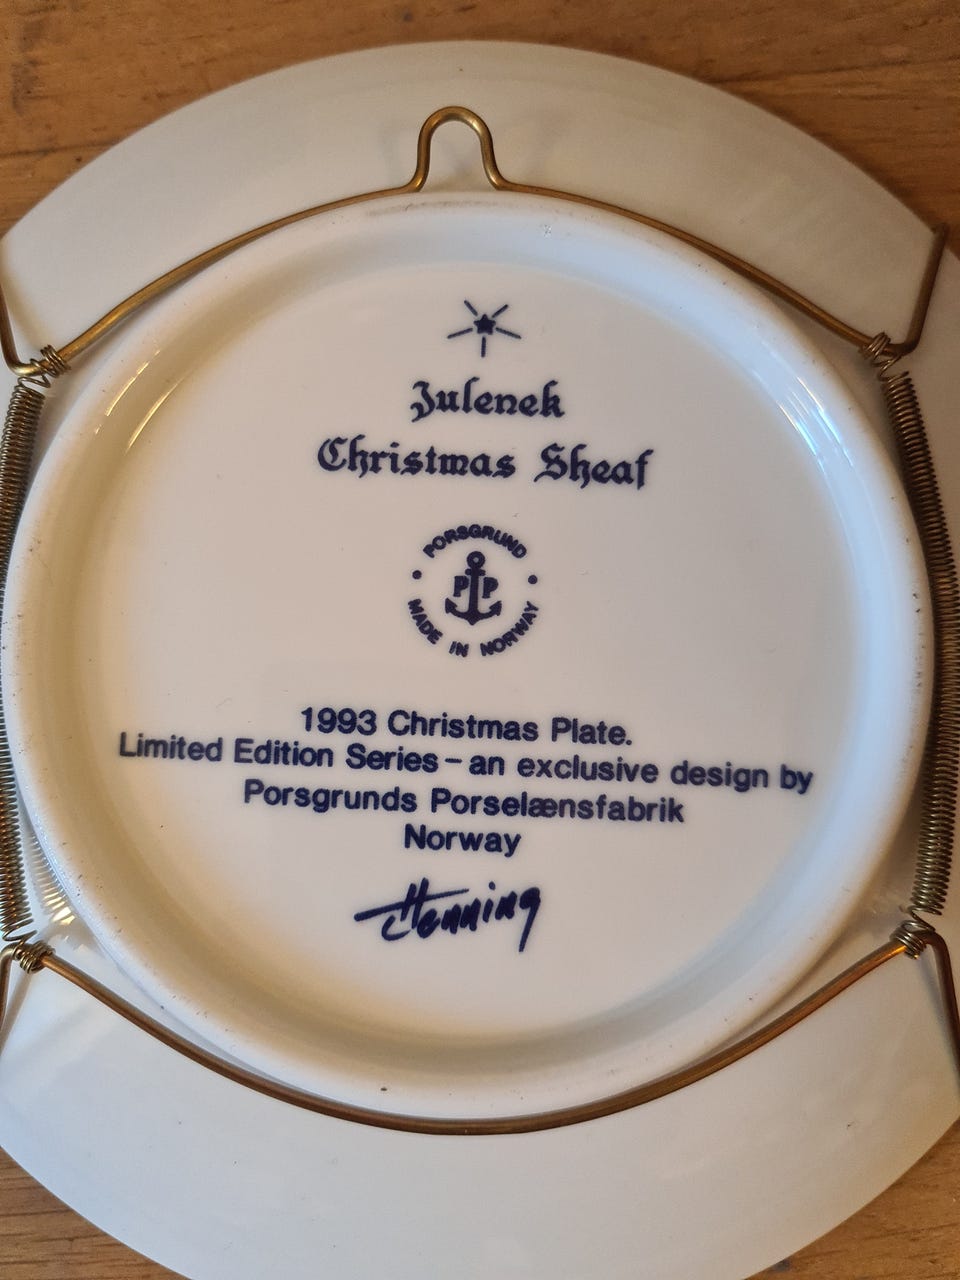 Julenek
Christmas Sheaf
PORSGRUND
PP
MADE IN NORWAY
1993 Christmas Plate.
Limited Edition Series – an exclusive design by
Porsgrunds Porselænsfabrik
Norway
Henning